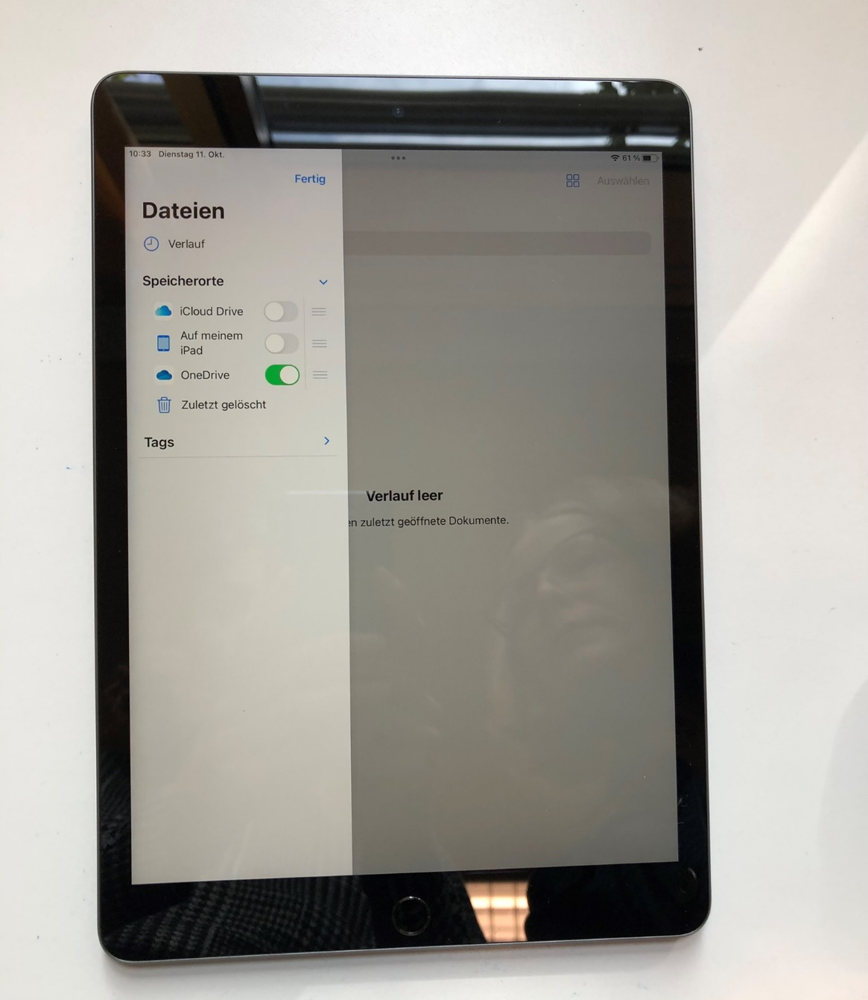 10:33 Dienstag 11. Okt.
61 %
Fertig
Auswählen
Dateien
Verlauf
Speicherorte
iCloud Drive
Auf meinem
iPad
OneDrive
Zuletzt gelöscht
Tags
Verlauf leer
zuletzt geöffnete Dokumente.